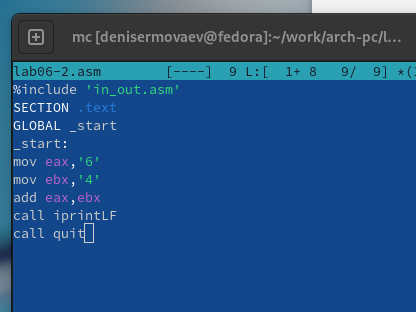 mc [denisermovaev@fedora]:~/work/arch-pc/l...
lab06-2.asm [----] 9 L:[ 1+ 8 9/ 9] *(
%include 'in_out.asm'
SECTION .text
GLOBAL _start
_start:
mov eax,'6'
mov ebx,'4'
add eax,ebx
call iprintLF
call quit